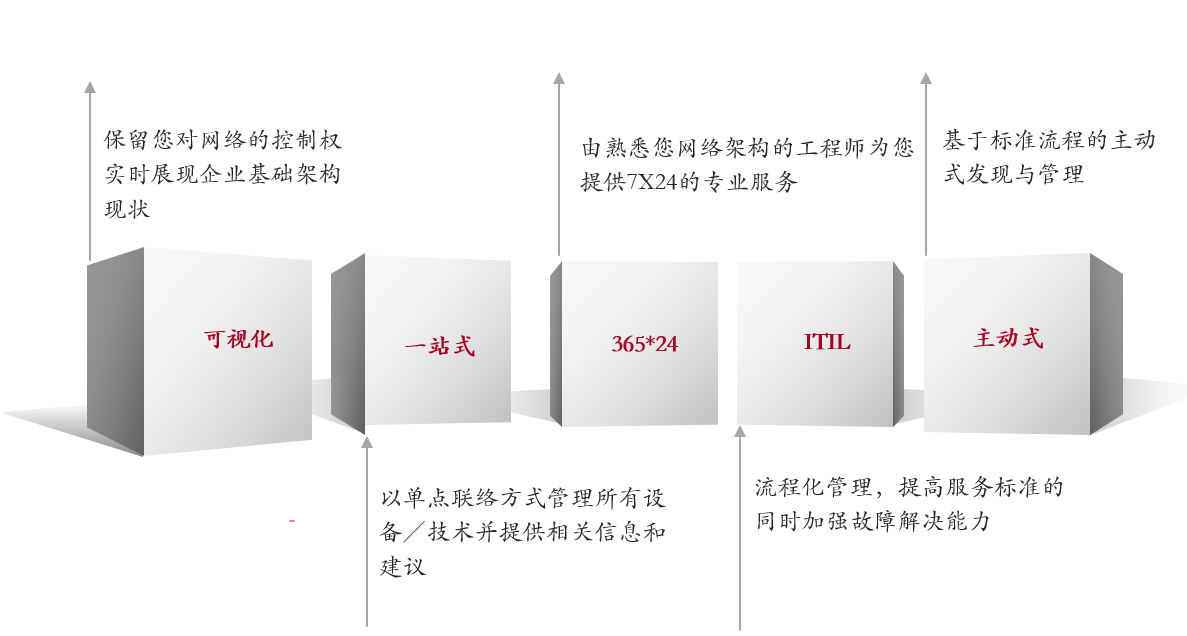 保留您对网络的控制权
实时展现企业基础架构
现状
由熟悉您网络架构的工程师为您
提供7X24的专业服务
基于标准流程的主动
式发现与管理
可视化
一站式
365*24
ITIL
主动式
以单点联络方式管理所有设
备／技术并提供相关信息和
建议
流程化管理，提高服务标准的
同时加强故障解决能力
-